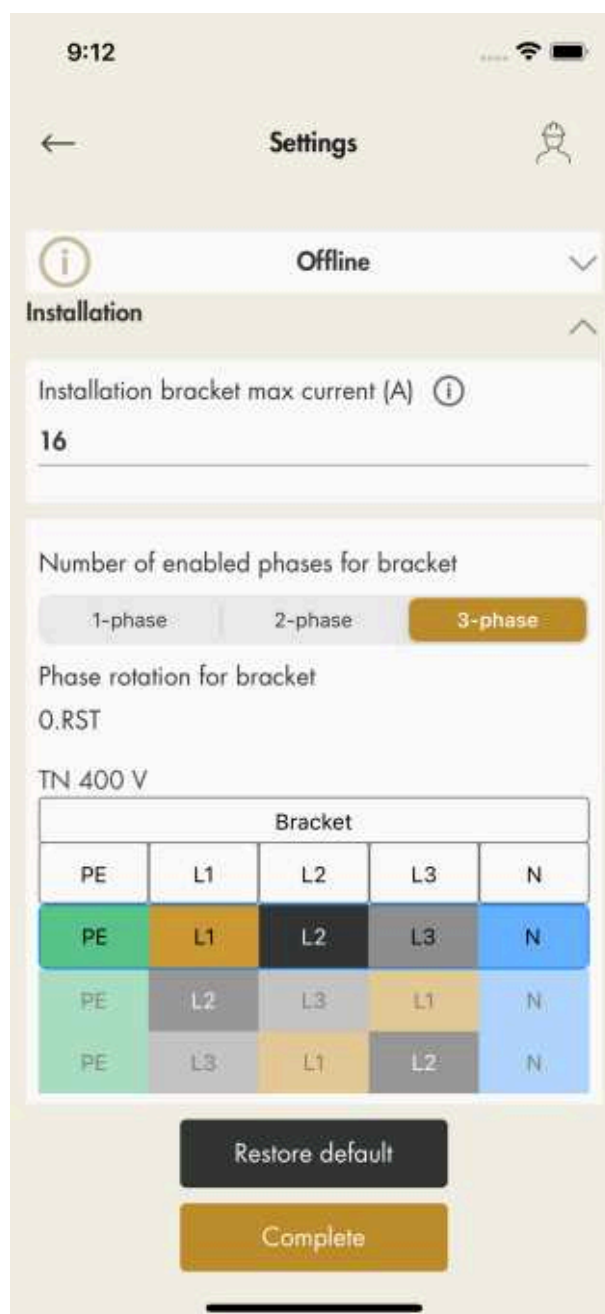 9:12
Settings
Offline
Installation
Installation bracket max current (A)
16
Number of enabled phases for bracket
1-phase 2-phase 3-phase
Phase rotation for bracket
0.RST
TN 400 V
Bracket
PE L1 L2 L3 N
PE L1 L2 L3 N
PE L2 L3 L1 N
PE L3 L1 L2 N
Restore default
Complete